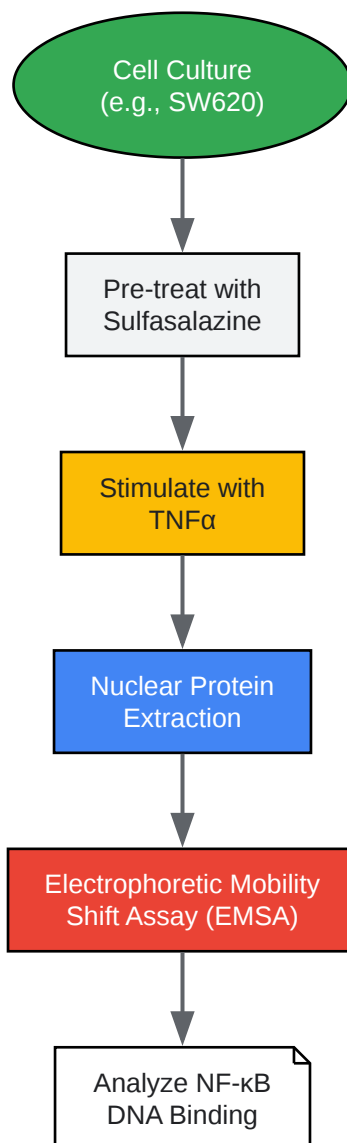 Cell Culture
(e.g., SW620)
Pre-treat with
Sulfasalazine
Stimulate with
TNFα
Nuclear Protein
Extraction
Electrophoretic Mobility
Shift Assay (EMSA)
Analyze NF-κB
DNA Binding